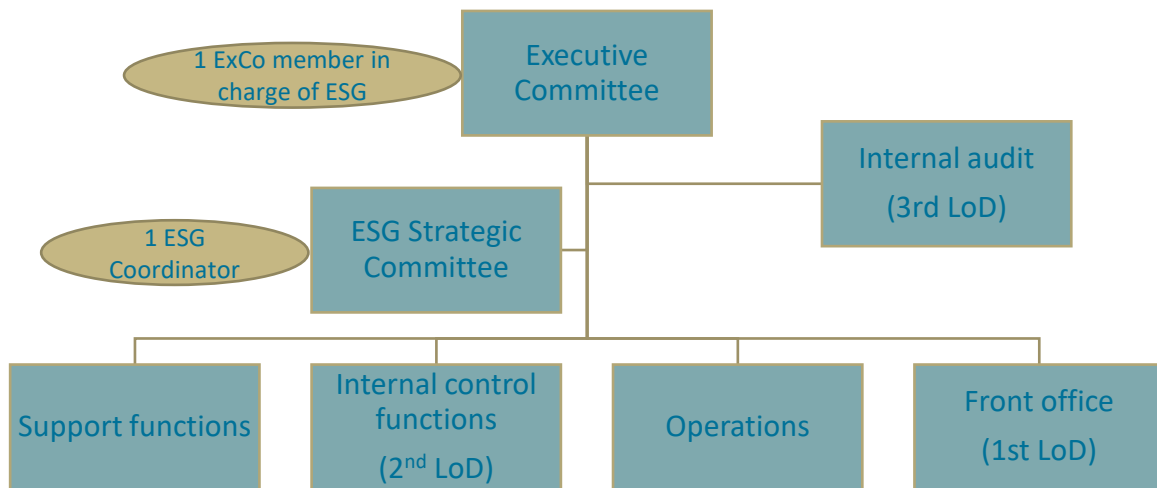 1 ExCo member in
charge of ESG
Executive
Committee
Internal audit
(3rd LoD)
1 ESG
Coordinator
ESG Strategic
Committee
Support functions
Internal control
functions
(2nd LoD)
Operations
Front office
(1st LoD)